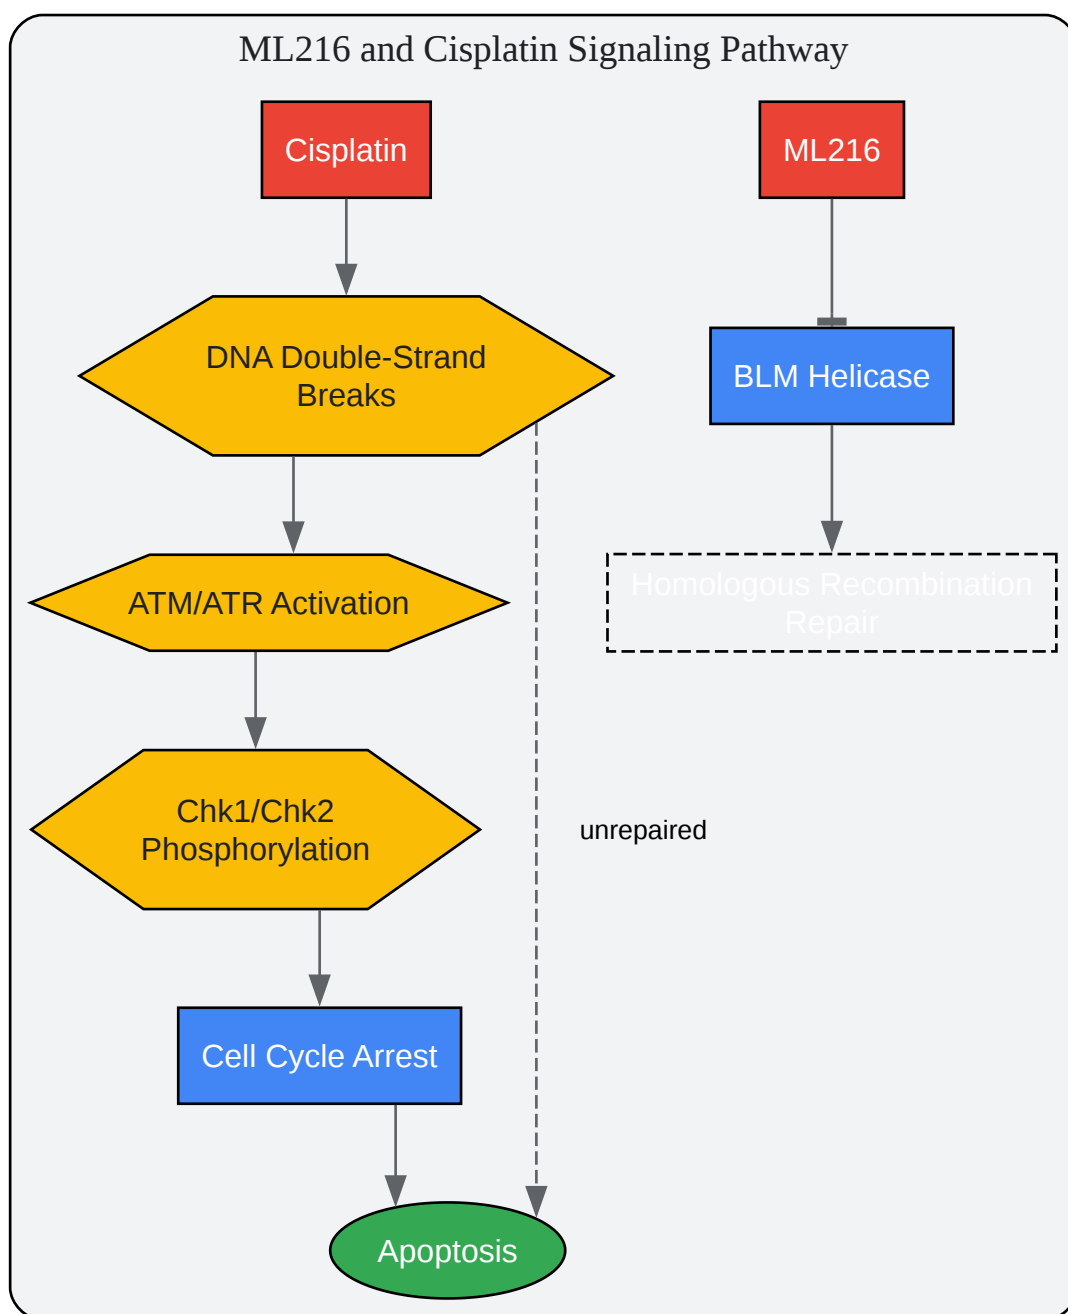 ML216 and Cisplatin Signaling Pathway
Cisplatin
ML216
DNA Double-Strand
Breaks
BLM Helicase
ATM/ATR Activation
Homologous Recombination
Repair
Chk1/Chk2
Phosphorylation
unrepaired
Cell Cycle Arrest
Apoptosis